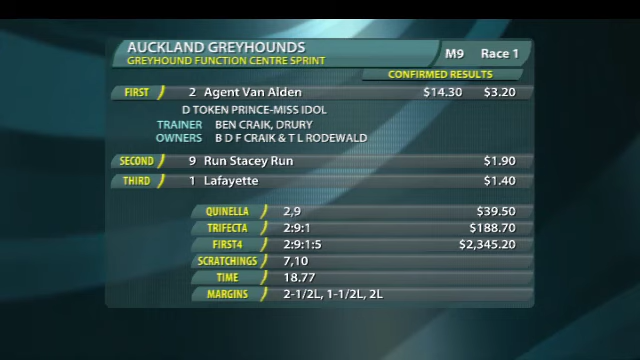 AUCKLAND GREYHOUNDS M9 Race 1
GREYHOUND FUNCTION CENTRE SPRINT
CONFIRMED RESULTS
FIRST 2 Agent Van Alden $14.30 $3.20
D TOKEN PRINCE-MISS IDOL
TRAINER BEN CRAIK, DRURY
OWNERS B D F CRAIK & T L RODEWALD
SECOND 9 Run Stacey Run $1.90
THIRD 1 Lafayette $1.40
QUINELLA 2,9 $39.50
TRIFECTA 2:9:1 $188.70
FIRST4 2:9:1:5 $2,345.20
SCRATCHINGS 7,10
TIME 18.77
MARGINS 2-1/2L, 1-1/2L, 2L